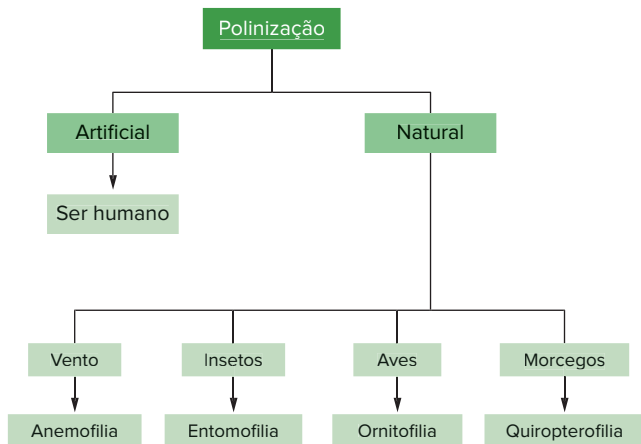 Polinização
Artificial
Natural
Ser humano
Vento
Insetos
Aves
Morcegos
Anemofilia
Entomofilia
Ornitofilia
Quiropterofilia